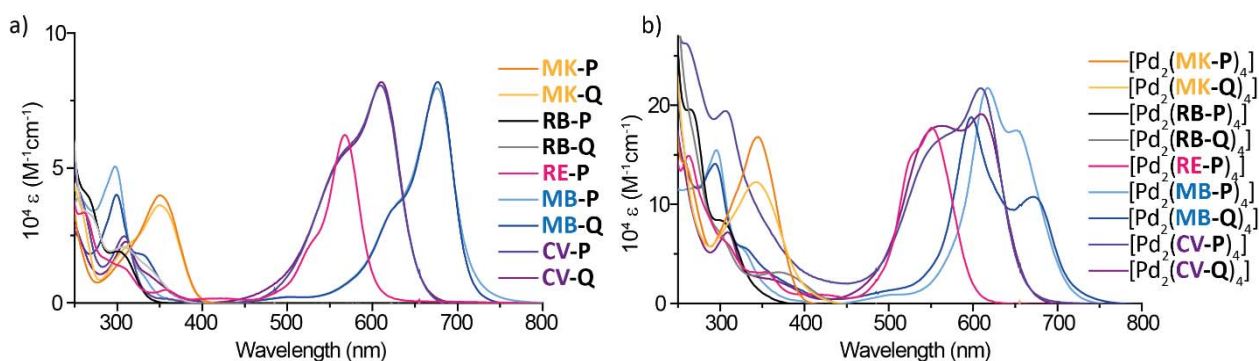 a)
10
5
0
10⁴ ε (M⁻¹cm⁻¹)
300 400 500 600 700 800
Wavelength (nm)
MK-P
MK-Q
RB-P
RB-Q
RE-P
MB-P
MB-Q
CV-P
CV-Q
b)
20
10
0
10⁴ ε (M⁻¹cm⁻¹)
300 400 500 600 700 800
Wavelength (nm)
[Pd₂(MK-P)₄]
[Pd₂(MK-Q)₄]
[Pd₂(RB-P)₄]
[Pd₂(RB-Q)₄]
[Pd₂(RE-P)₄]
[Pd₂(MB-P)₄]
[Pd₂(MB-Q)₄]
[Pd₂(CV-P)₄]
[Pd₂(CV-Q)₄]